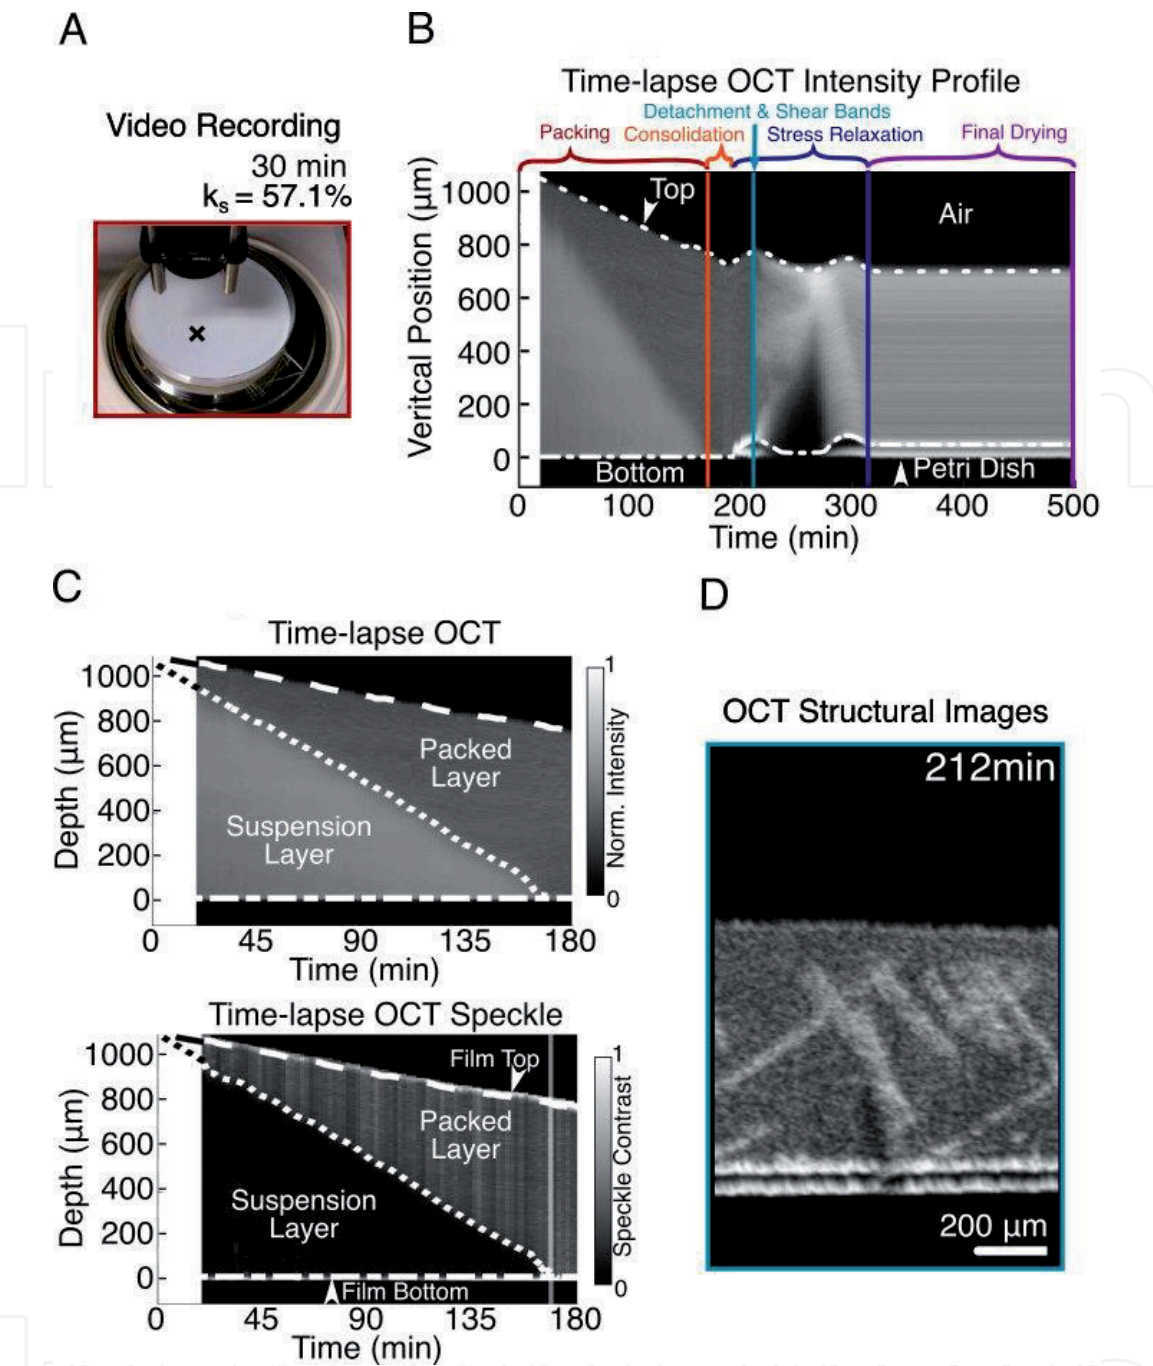 A
Video Recording
30 min
ks = 57.1%
B
Time-lapse OCT Intensity Profile
Detachment & Shear Bands
Packing Consolidation Stress Relaxation Final Drying
Veritcal Position (µm)
1000
800
600
400
200
0
Top
Air
Bottom
Petri Dish
0 100 200 300 400 500
Time (min)
C
Time-lapse OCT
Depth (µm)
1000
800
600
400
200
0
Packed
Layer
Suspension
Layer
1
Norm. Intensity
0
0 45 90 135 180
Time (min)
Time-lapse OCT Speckle
Depth (µm)
1000
800
600
400
200
0
Film Top
Packed
Layer
Suspension
Layer
Film Bottom
1
Speckle Contrast
0
0 45 90 135 180
Time (min)
D
OCT Structural Images
212min
200 µm